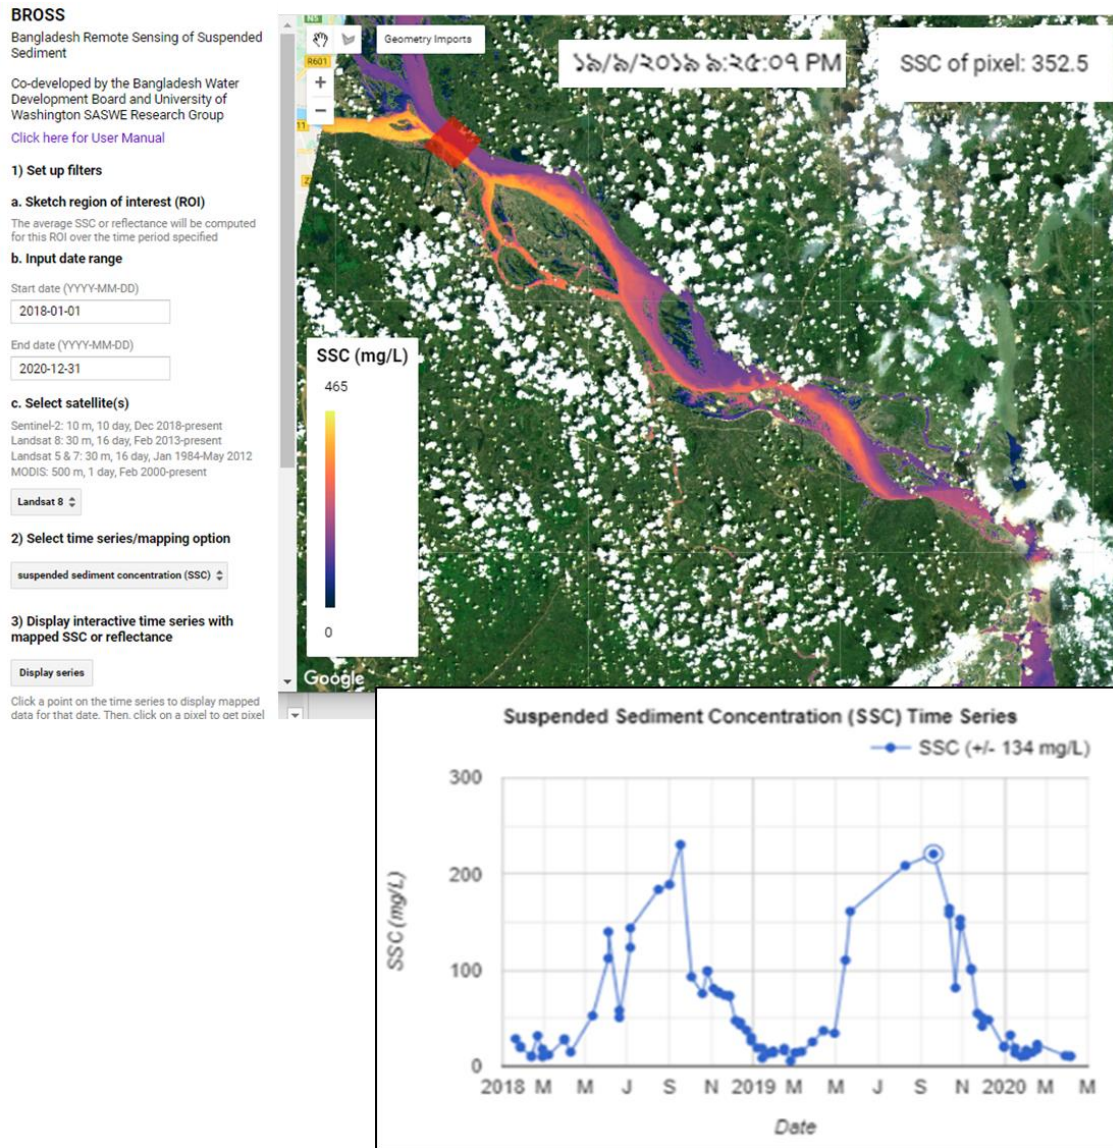 BROSS
Bangladesh Remote Sensing of Suspended
Sediment
Co-developed by the Bangladesh Water
Development Board and University of
Washington SASWE Research Group
Click here for User Manual
1) Set up filters
a. Sketch region of interest (ROI)
The average SSC or reflectance will be computed
for this ROI over the time period specified
b. Input date range
Start date (YYYY-MM-DD)
2018-01-01
End date (YYYY-MM-DD)
2020-12-31
c. Select satellite(s)
Sentinel-2: 10 m, 10 day, Dec 2018-present
Landsat 8: 30 m, 16 day, Feb 2013-present
Landsat 5 & 7: 30 m, 16 day, Jan 1984-May 2012
MODIS: 500 m, 1 day, Feb 2000-present
Landsat 8
2) Select time series/mapping option
suspended sediment concentration (SSC)
3) Display interactive time series with
mapped SSC or reflectance
Display series
Click a point on the time series to display mapped
data for that date. Then, click on a pixel to get pixel
N5
R601
Geometry Imports
+
−
১৯/৯/২০১৯ ৯:২৫:০৭ PM
SSC of pixel: 352.5
SSC (mg/L)
465
0
Google
Suspended Sediment Concentration (SSC) Time Series
SSC (+/- 134 mg/L)
300
200
100
0
SSC (mg/L)
2018 M M J S N 2019 M M J S N 2020 M M
Date